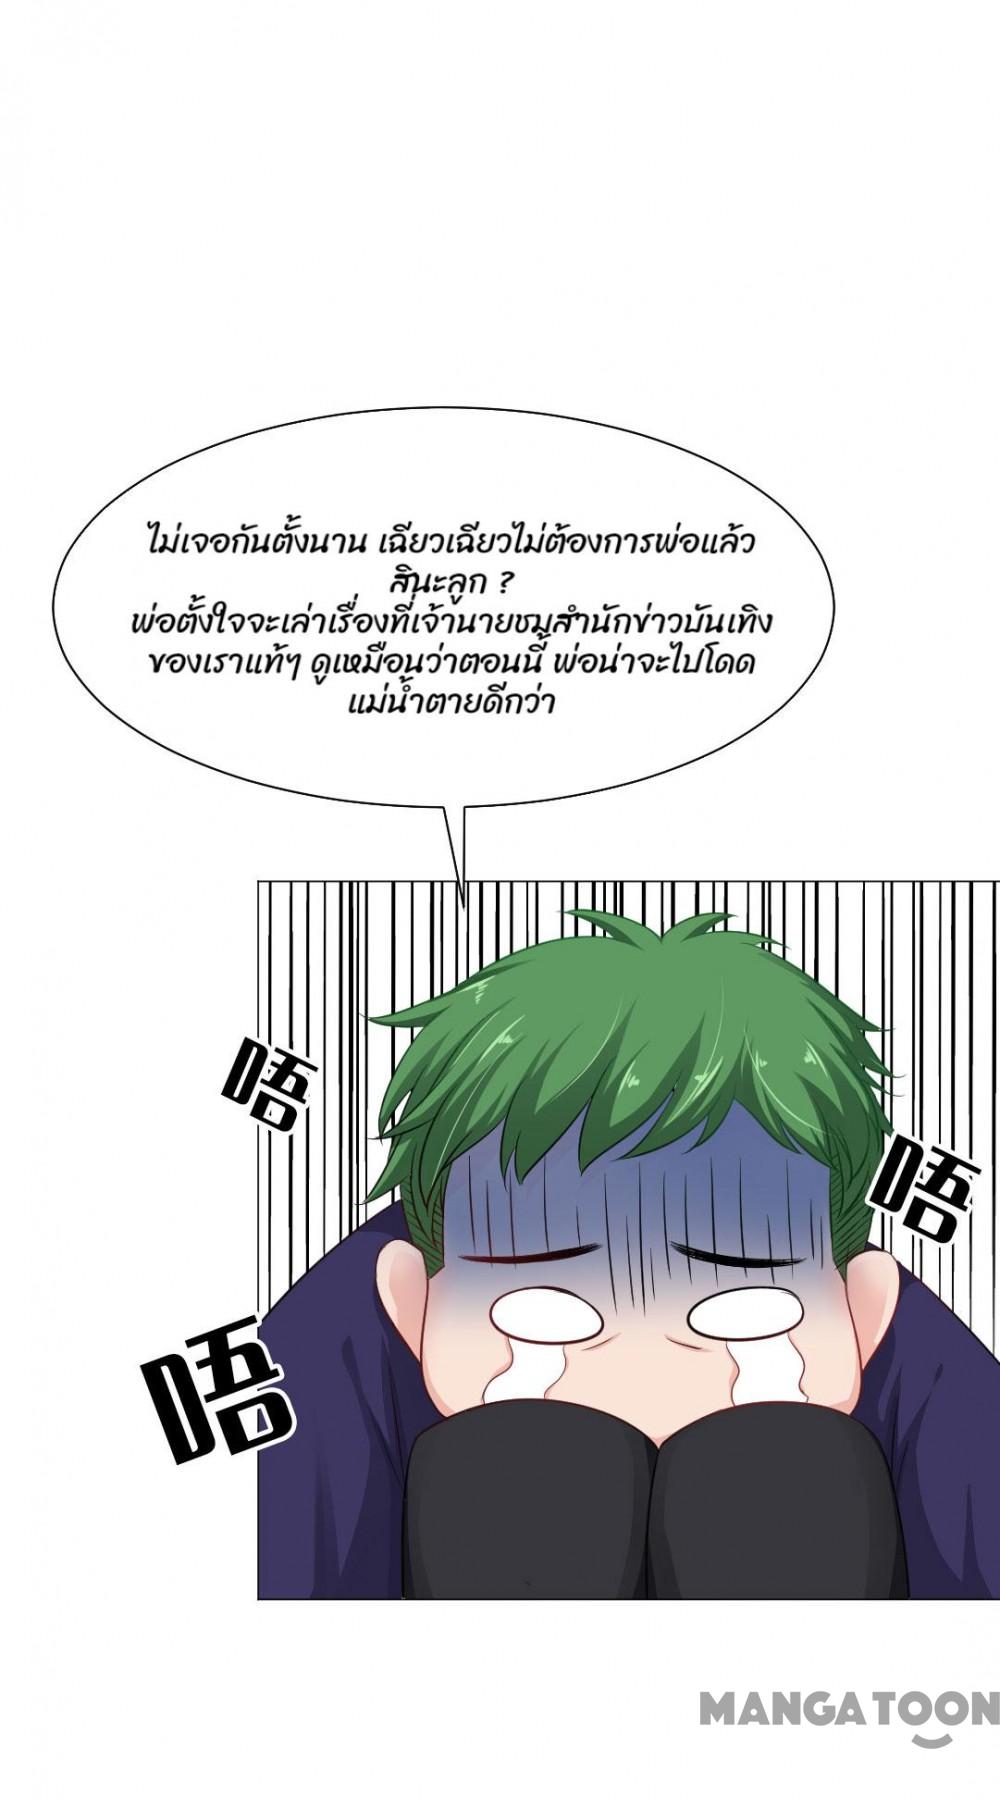 ไม่เจอกันตั้งนาน เฉียวเฉียวไม่ต้องการพ่อแล้ว
สินะลูก ?
พ่อตั้งใจจะเล่าเรื่องที่เจ้านายชมสำนักข่าวบันเทิง
ของเราแท้ๆ ดูเหมือนว่าตอนนี้ พ่อน่าจะไปโดด
แม่น้ำตายดีกว่า
唔
唔
唔
MANGATOON